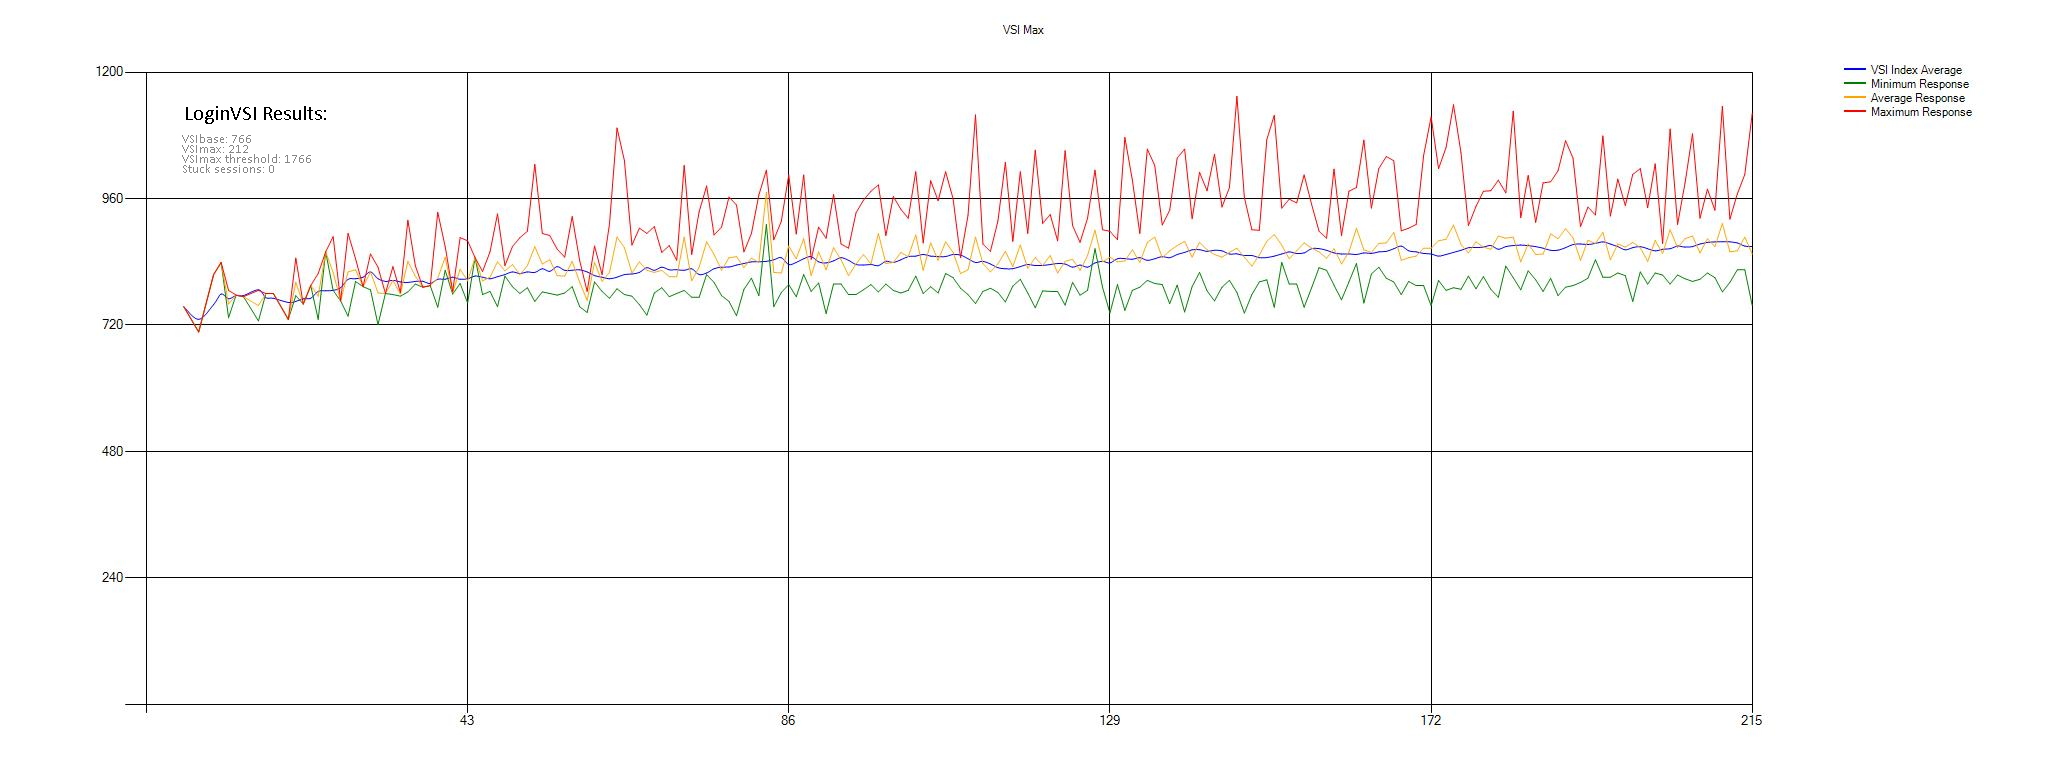 VSI Max
1200
960
720
480
240
LoginVSI Results:
VSIbase: 766
VSImax: 212
VSImax threshold: 1766
Stuck sessions: 0
VSI Index Average
Minimum Response
Average Response
Maximum Response
43
86
129
172
215